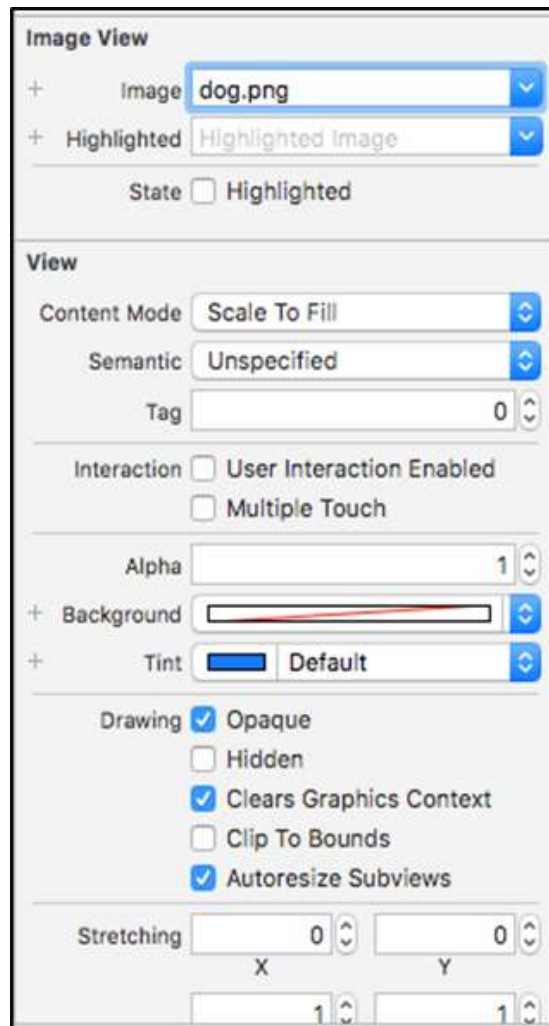 Image View
+ Image dog.png
+ Highlighted Highlighted Image
State Highlighted
View
Content Mode Scale To Fill
Semantic Unspecified
Tag 0
Interaction User Interaction Enabled
Multiple Touch
Alpha 1
+ Background
+ Tint Default
Drawing Opaque
Hidden
Clears Graphics Context
Clip To Bounds
Autoresize Subviews
Stretching 0 0
X Y
1 1